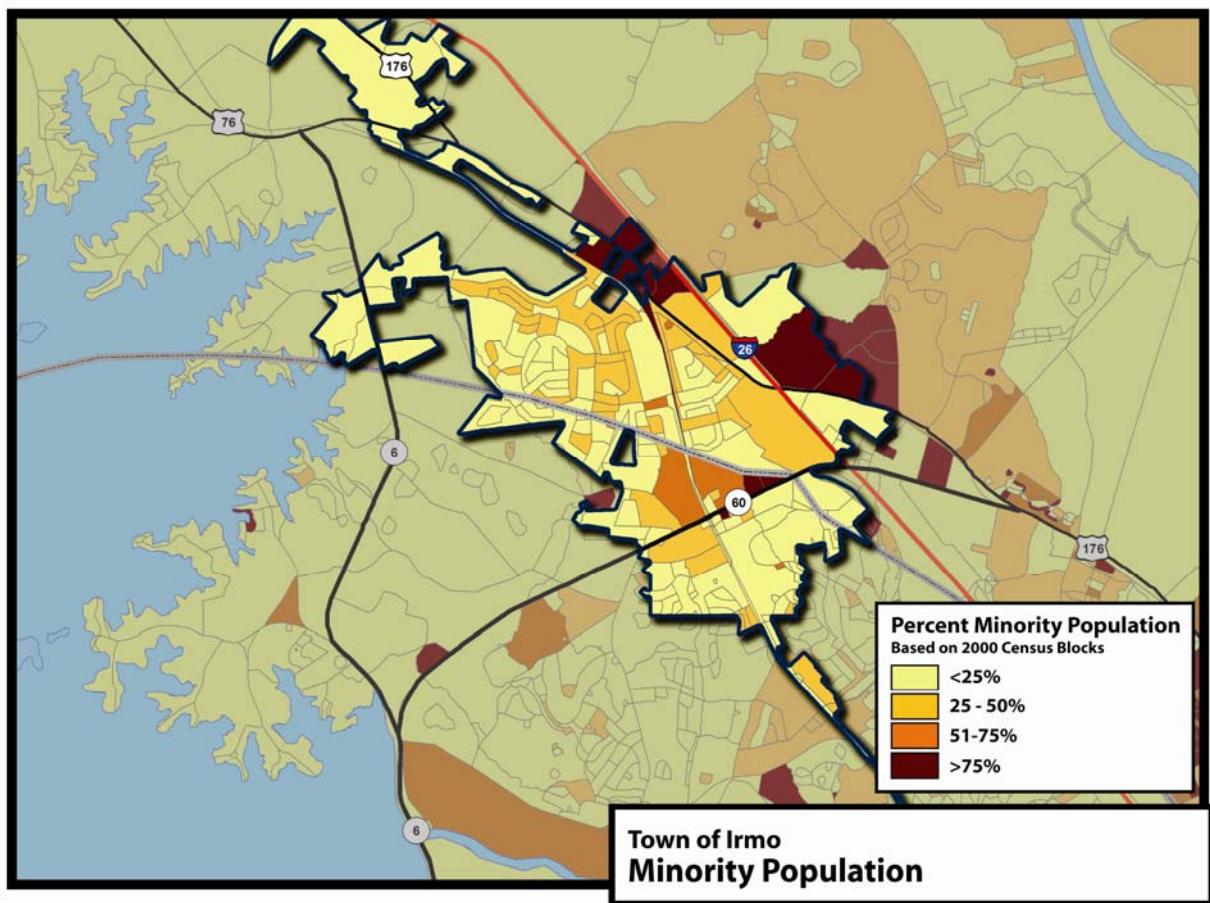 176
76
26
6
60
176
6
Percent Minority Population
Based on 2000 Census Blocks
<25%
25 - 50%
51-75%
>75%
Town of Irmo
Minority Population